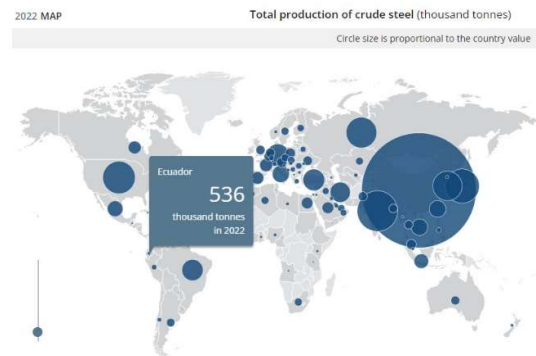 2022 MAP
Total production of crude steel (thousand tonnes)
Circle size is proportional to the country value
Ecuador
536
thousand tonnes
in 2022